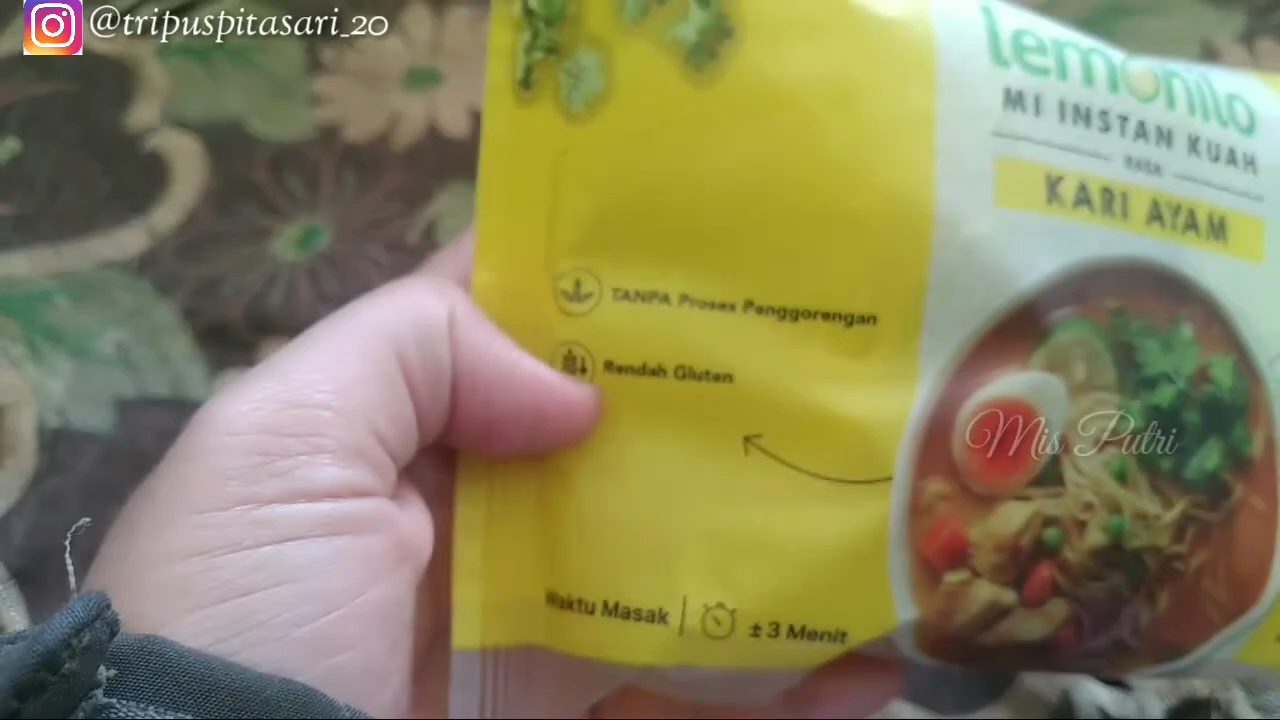 @tripuspitasari_20
lemonilo
MI INSTAN KUAH
RASA
KARI AYAM
TANPA Proses Penggorengan
Rendah Gluten
Mis Putri
Waktu Masak | ± 3 Menit